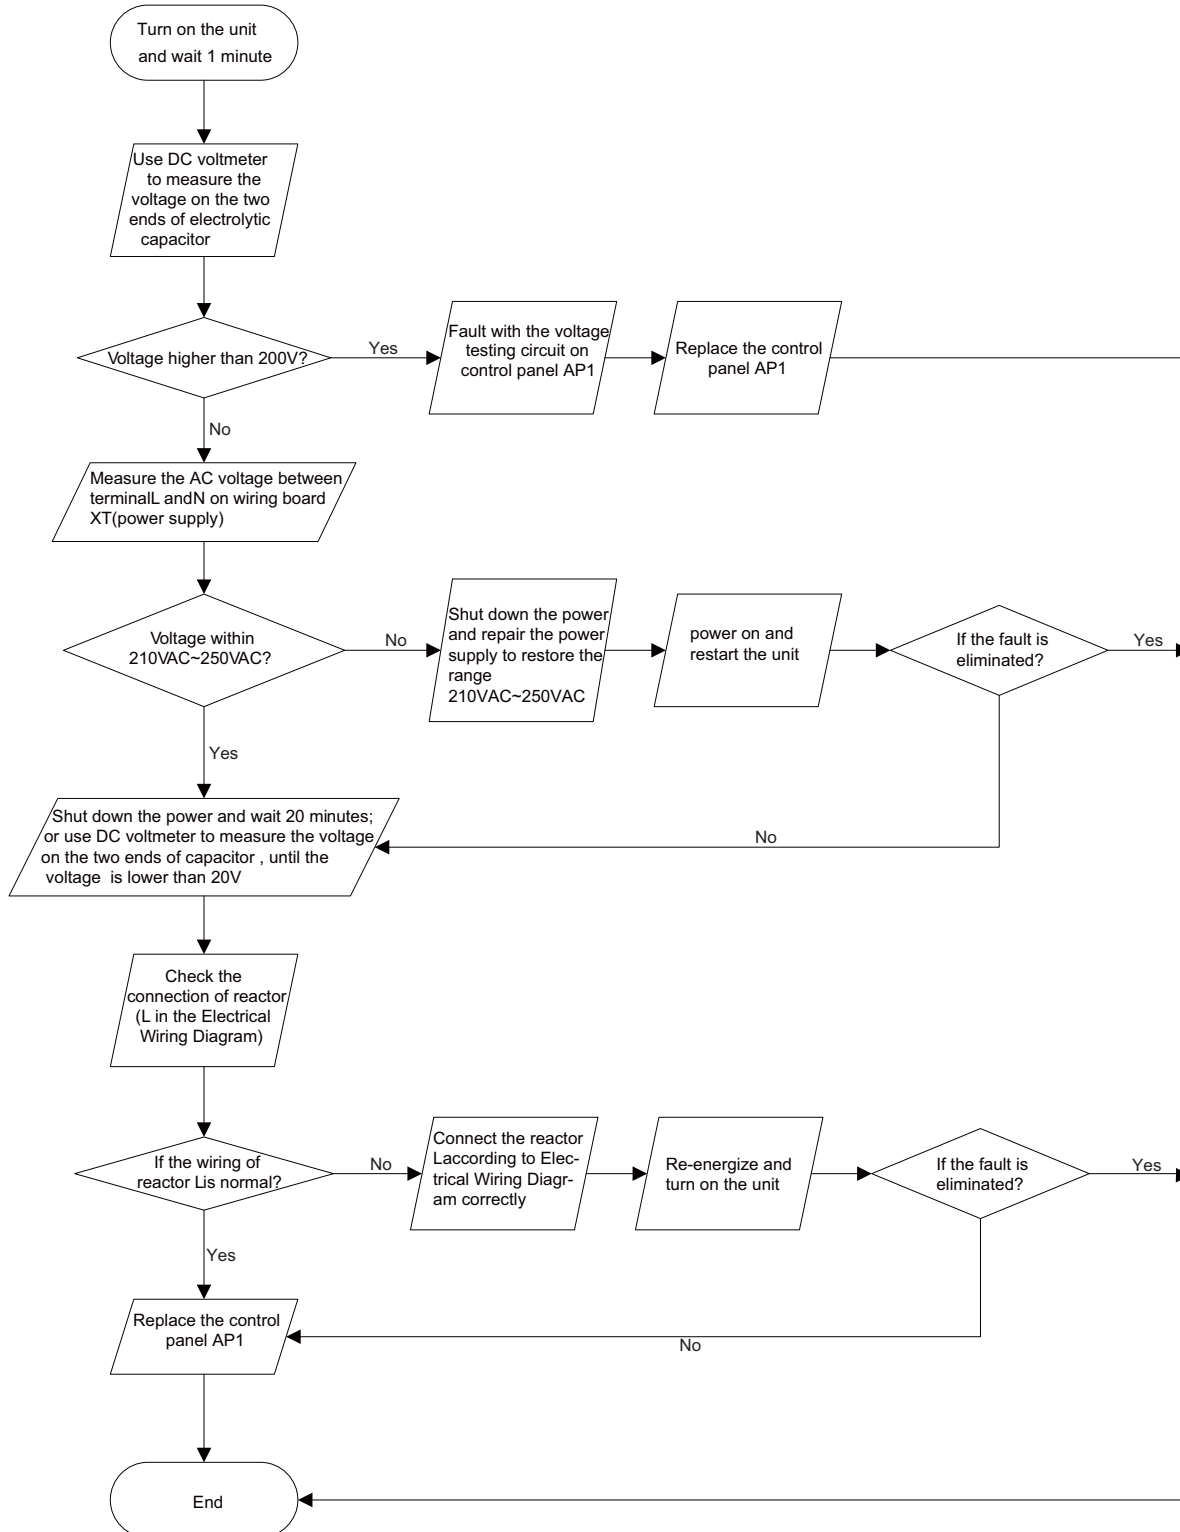 Turn on the unit
and wait 1 minute
Use DC voltmeter
to measure the
voltage on the two
ends of electrolytic
capacitor
Voltage higher than 200V?
Yes
Fault with the voltage
testing circuit on
control panel AP1
Replace the control
panel AP1
No
Measure the AC voltage between
terminalL andN on wiring board
XT(power supply)
Voltage within
210VAC~250VAC?
No
Shut down the power
and repair the power
supply to restore the
range
210VAC~250VAC
power on and
restart the unit
If the fault is
eliminated?
Yes
Yes
No
Shut down the power and wait 20 minutes;
or use DC voltmeter to measure the voltage
on the two ends of capacitor , until the
voltage  is lower than 20V
Check the
connection of reactor
(L in the Electrical
Wiring Diagram)
If the wiring of
reactor Lis normal?
No
Connect the reactor
Laccording to Elec-
trical Wiring Diagr-
am correctly
Re-energize and
turn on the unit
If the fault is
eliminated?
Yes
Yes
No
Replace the control
panel AP1
End